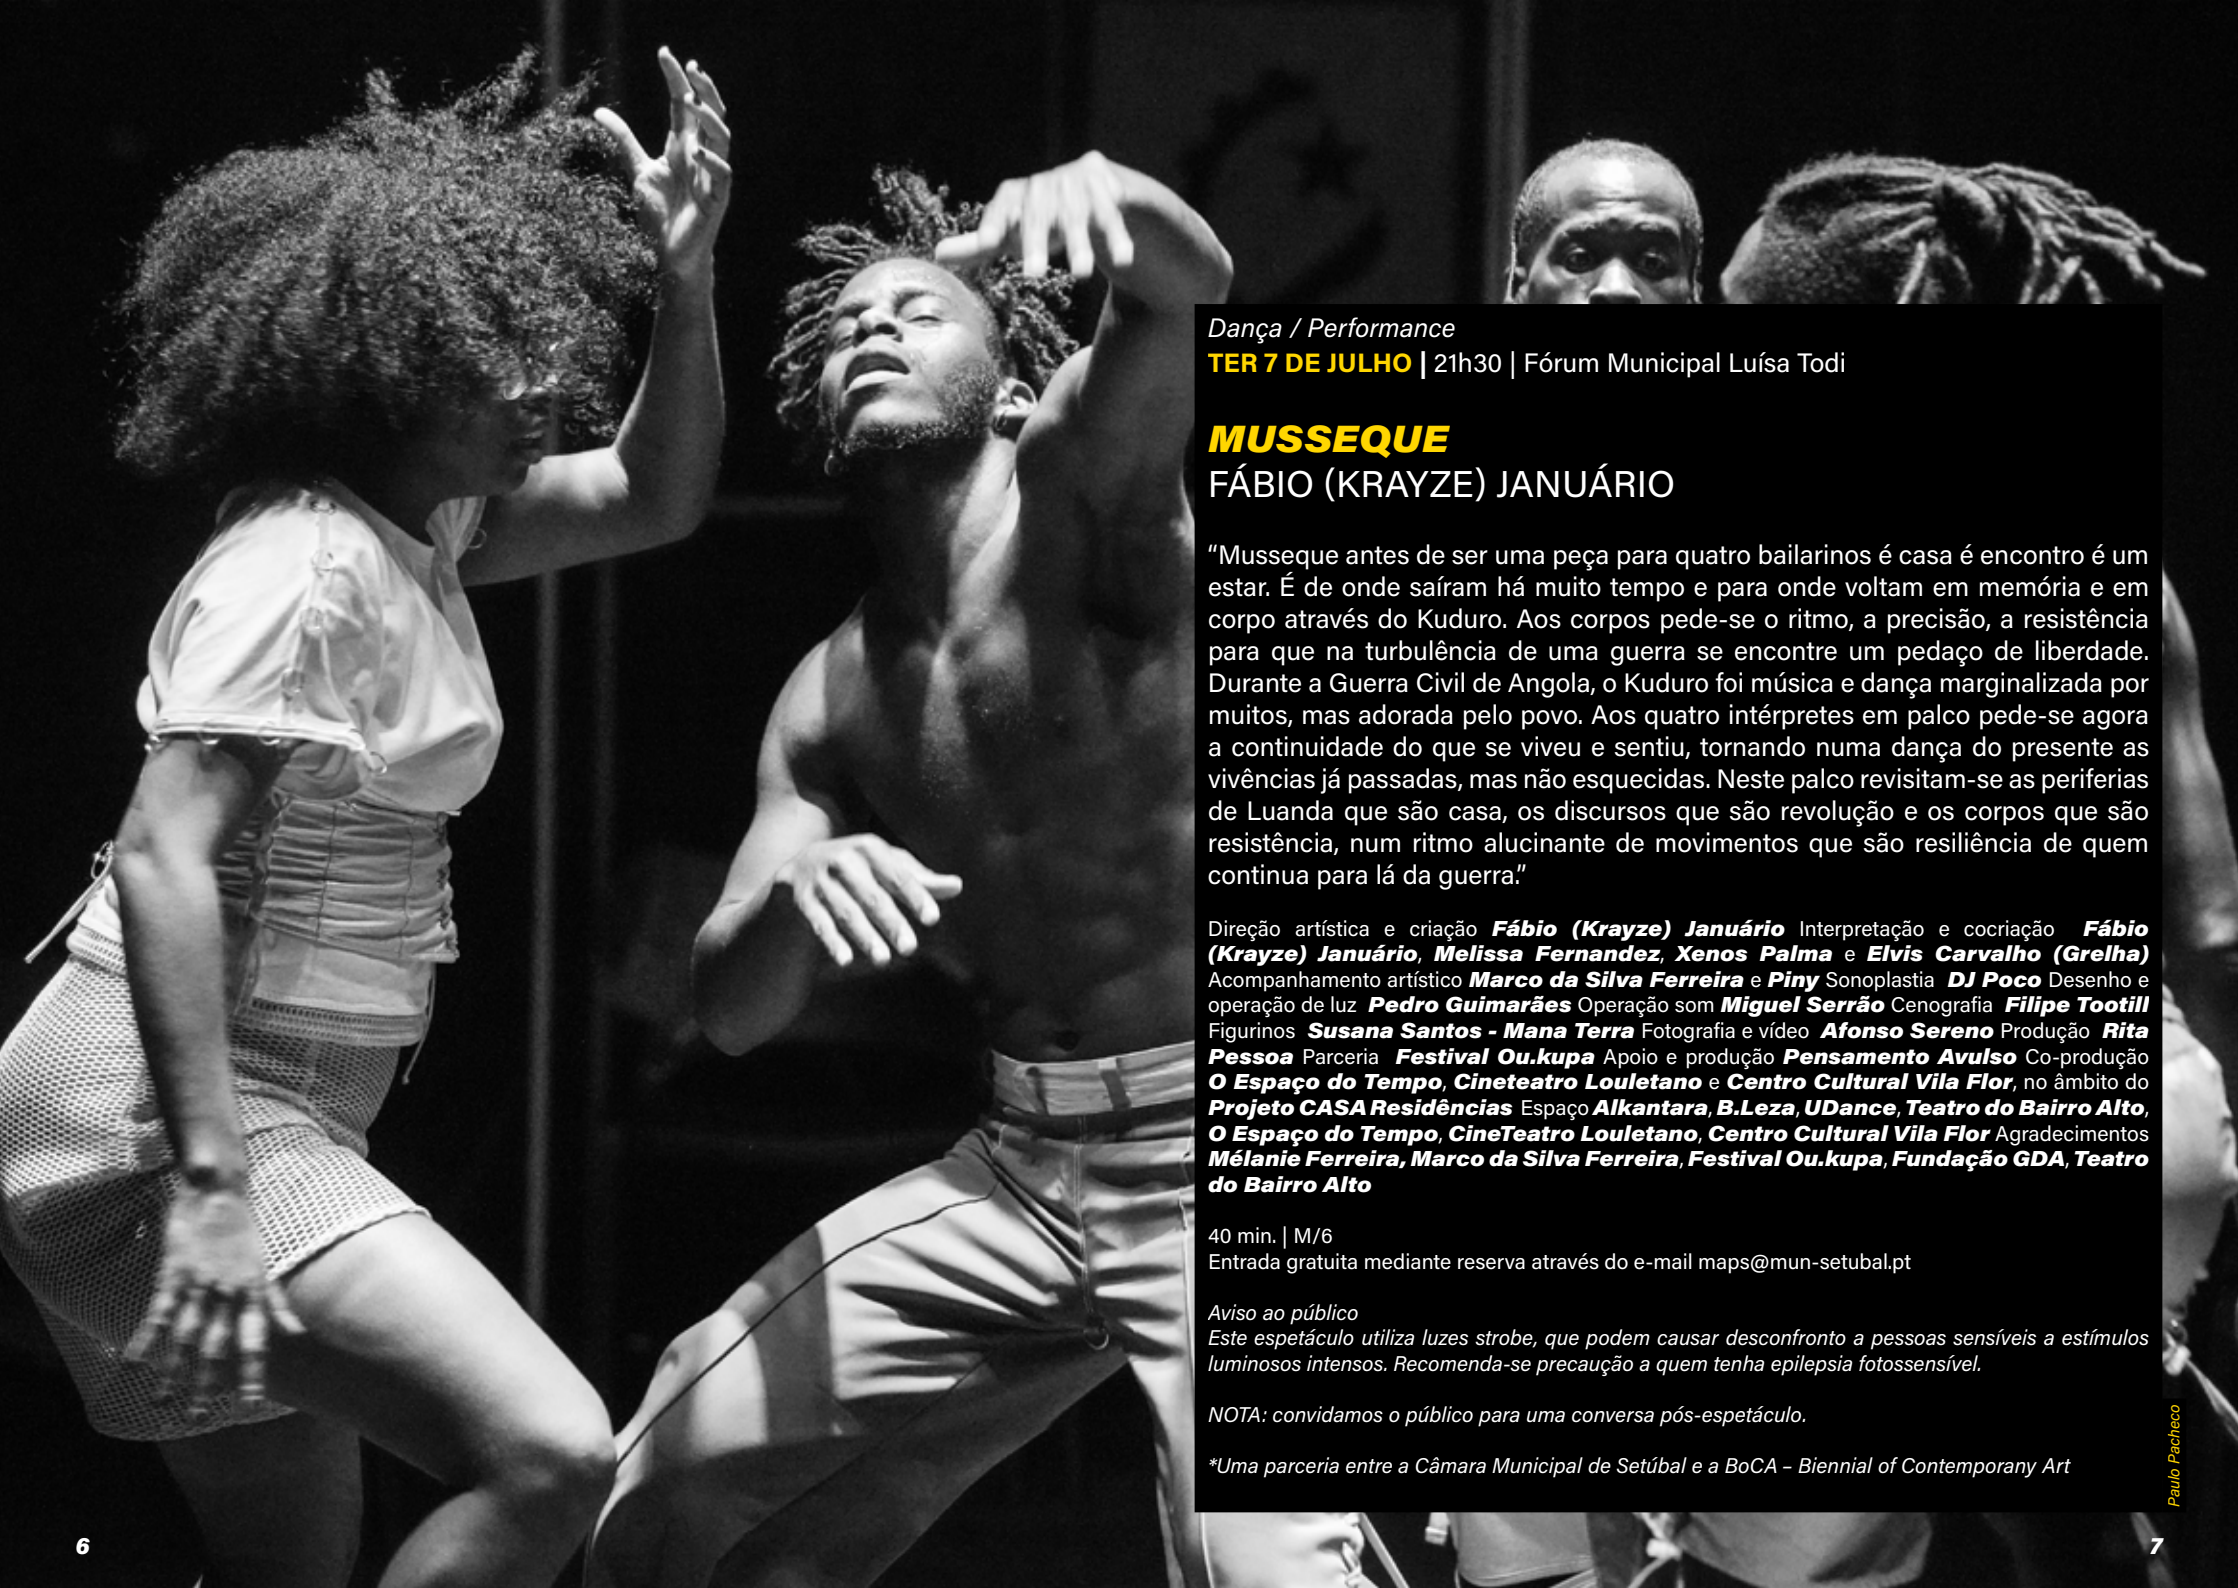 Dança / Performance
TER 7 DE JULHO | 21h30 | Fórum Municipal Luísa Todi
MUSSEQUE
FÁBIO (KRAYZE) JANUÁRIO
“Musseque antes de ser uma peça para quatro bailarinos é casa é encontro é um
estar. É de onde saíram há muito tempo e para onde voltam em memória e em
corpo através do Kuduro. Aos corpos pede-se o ritmo, a precisão, a resistência
para que na turbulência de uma guerra se encontre um pedaço de liberdade.
Durante a Guerra Civil de Angola, o Kuduro foi música e dança marginalizada por
muitos, mas adorada pelo povo. Aos quatro intérpretes em palco pede-se agora
a continuidade do que se viveu e sentiu, tornando numa dança do presente as
vivências já passadas, mas não esquecidas. Neste palco revisitam-se as periferias
de Luanda que são casa, os discursos que são revolução e os corpos que são
resistência, num ritmo alucinante de movimentos que são resiliência de quem
continua para lá da guerra.”
Direção artística e criação Fábio (Krayze) Januário Interpretação e cocriação Fábio
(Krayze) Januário, Melissa Fernandez, Xenos Palma e Elvis Carvalho (Grelha)
Acompanhamento artístico Marco da Silva Ferreira e Piny Sonoplastia DJ Poco Desenho e
operação de luz Pedro Guimarães Operação som Miguel Serrão Cenografia Filipe Tootill
Figurinos Susana Santos - Mana Terra Fotografia e vídeo Afonso Sereno Produção Rita
Pessoa Parceria Festival Ou.kupa Apoio e produção Pensamento Avulso Co-produção
O Espaço do Tempo, Cineteatro Louletano e Centro Cultural Vila Flor, no âmbito do
Projeto CASA Residências Espaço Alkantara, B.Leza, UDance, Teatro do Bairro Alto,
O Espaço do Tempo, CineTeatro Louletano, Centro Cultural Vila Flor Agradecimentos
Mélanie Ferreira, Marco da Silva Ferreira, Festival Ou.kupa, Fundação GDA, Teatro
do Bairro Alto
40 min. | M/6
Entrada gratuita mediante reserva através do e-mail maps@mun-setubal.pt
Aviso ao público
Este espetáculo utiliza luzes strobe, que podem causar desconfronto a pessoas sensíveis a estímulos
luminosos intensos. Recomenda-se precaução a quem tenha epilepsia fotossensível.
NOTA: convidamos o público para uma conversa pós-espetáculo.
*Uma parceria entre a Câmara Municipal de Setúbal e a BoCA – Biennial of Contemporany Art
Paulo Pacheco
6
7